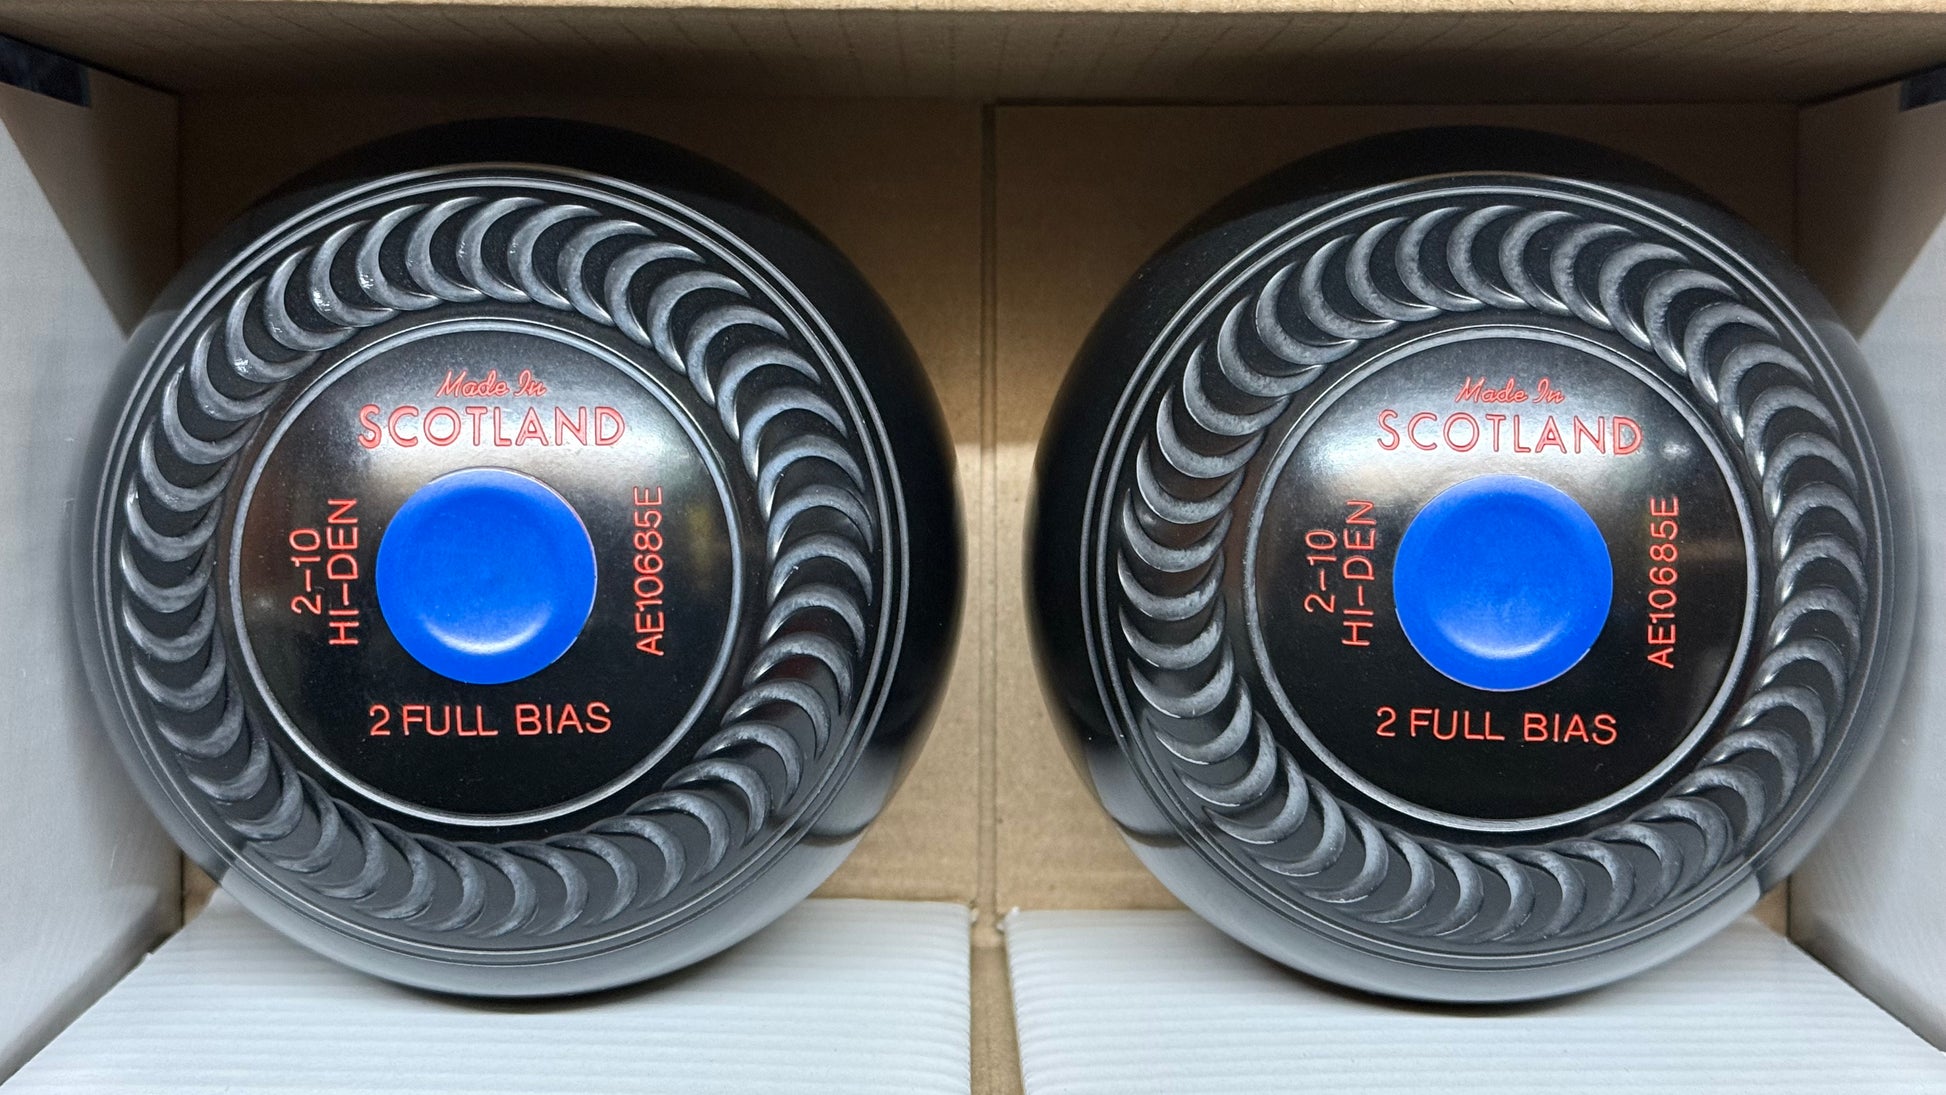 Made In
SCOTLAND
2-10
HI-DEN
AE10685E
2 FULL BIAS
Made In
SCOTLAND
2-10
HI-DEN
AE10685E
2 FULL BIAS